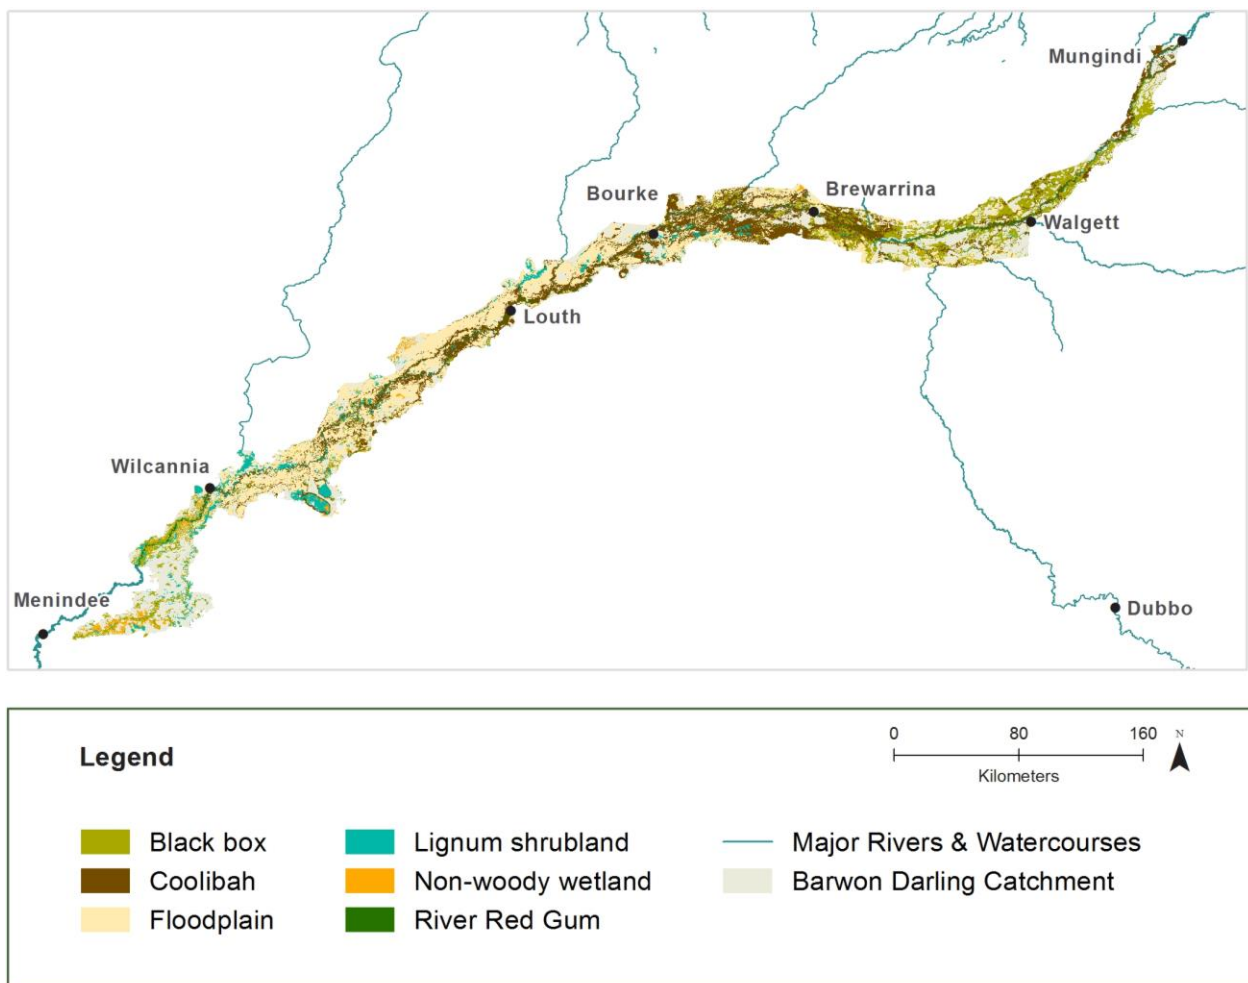 Mungindi
Bourke
Brewarrina
Walgett
Louth
Wilcannia
Menindee
Dubbo
Legend
0 80 160 N
Kilometers
Black box
Lignum shrubland
Major Rivers & Watercourses
Coolibah
Non-woody wetland
Barwon Darling Catchment
Floodplain
River Red Gum